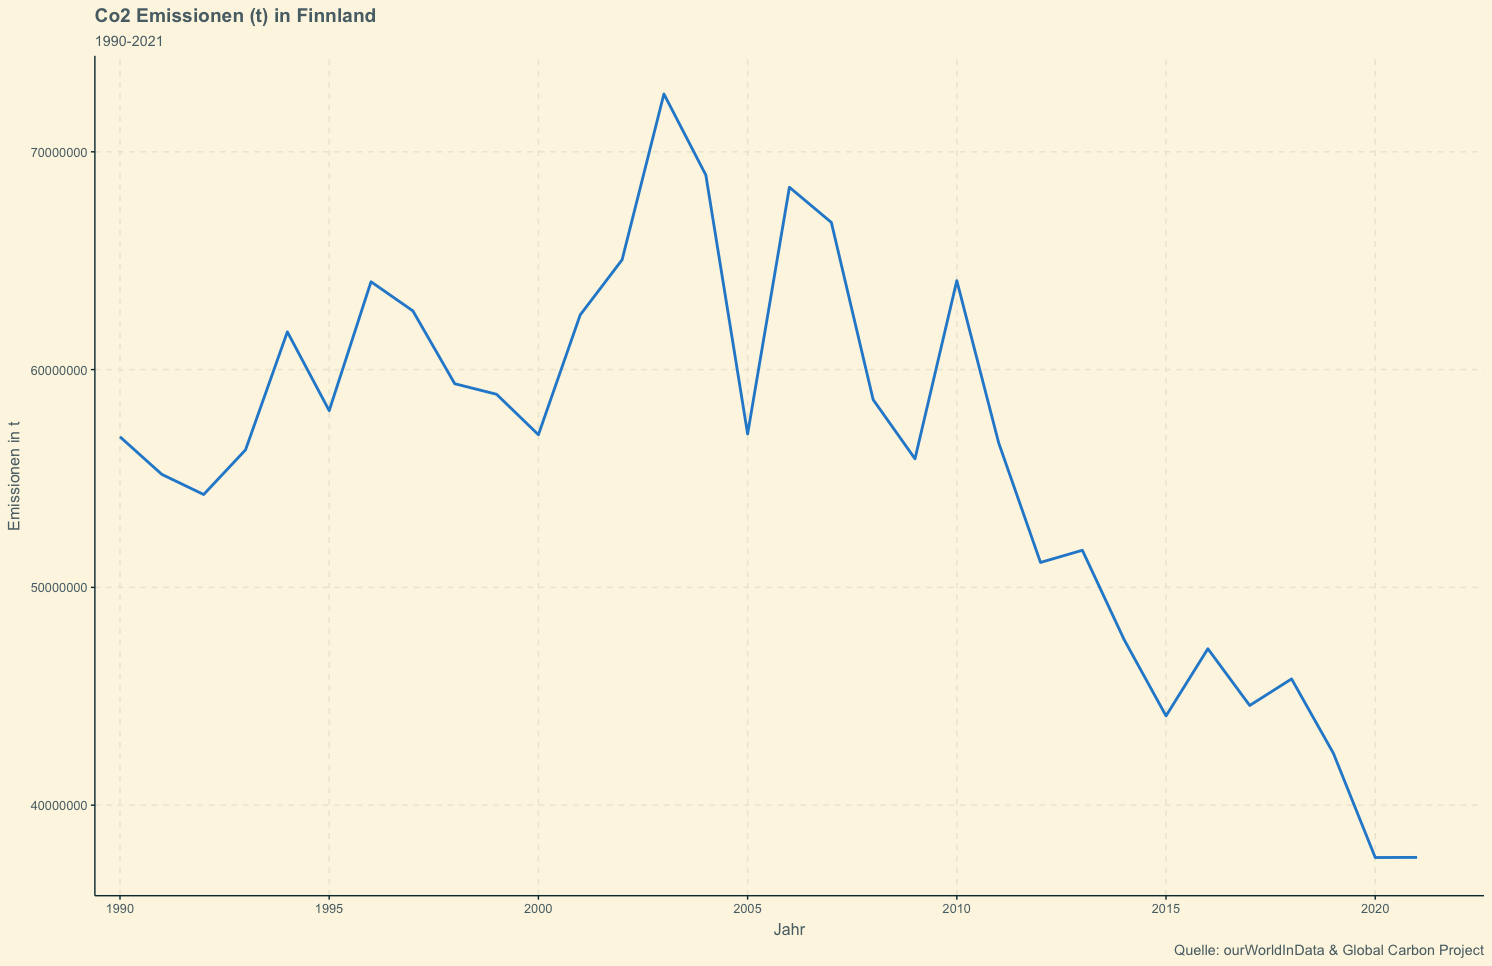 Co2 Emissionen (t) in Finnland
1990-2021
70000000
60000000
50000000
40000000
Emissionen in t
1990 1995 2000 2005 2010 2015 2020
Jahr
Quelle: ourWorldInData & Global Carbon Project